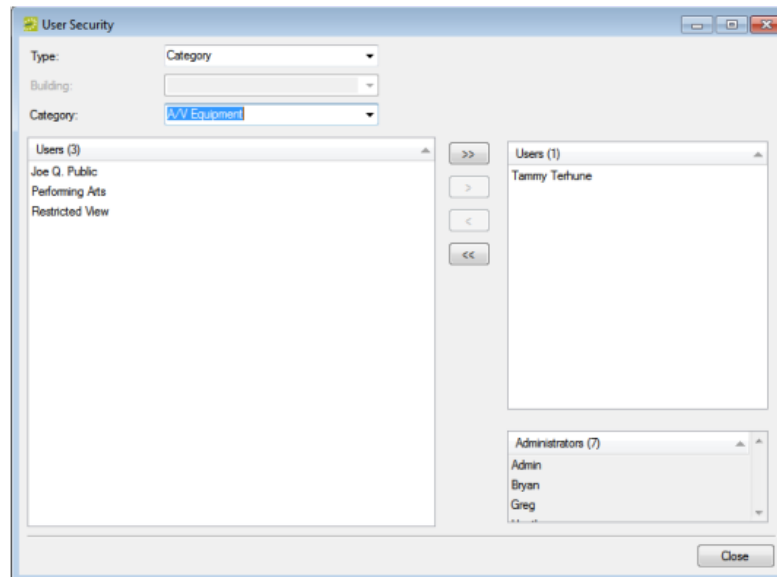 User Security
Type:
Category
Building:
Category:
A/V Equipment
Users (3)
Joe Q. Public
Performing Arts
Restricted View
>>
>
<
<<
Users (1)
Tammy Terhune
Administrators (7)
Admin
Bryan
Greg
Close